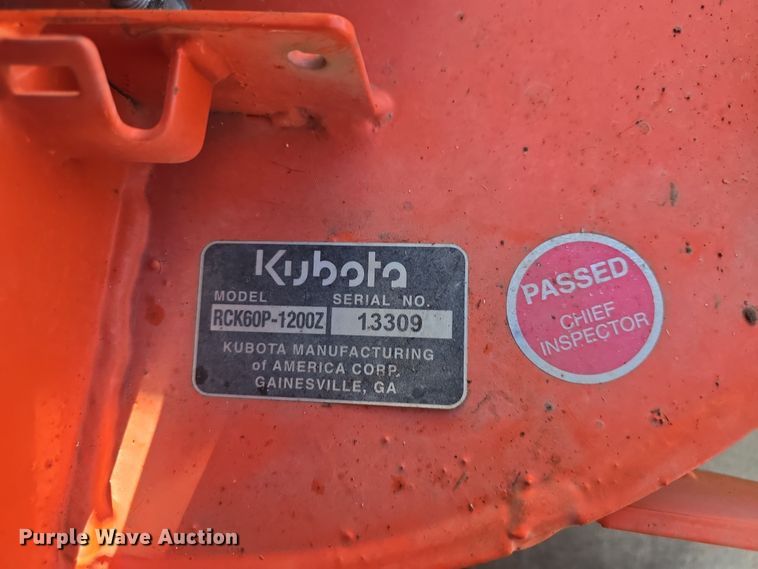 Kubota
MODEL SERIAL NO.
RCK60P-1200Z 13309
KUBOTA MANUFACTURING
of AMERICA CORP.
GAINESVILLE, GA
PASSED
CHIEF
INSPECTOR
Purple Wave Auction